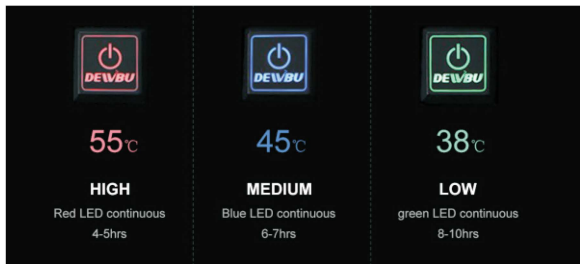 DEWBU
55℃
HIGH
Red LED continuous
4-5hrs
DEWBU
45℃
MEDIUM
Blue LED continuous
6-7hrs
DEWBU
38℃
LOW
green LED continuous
8-10hrs